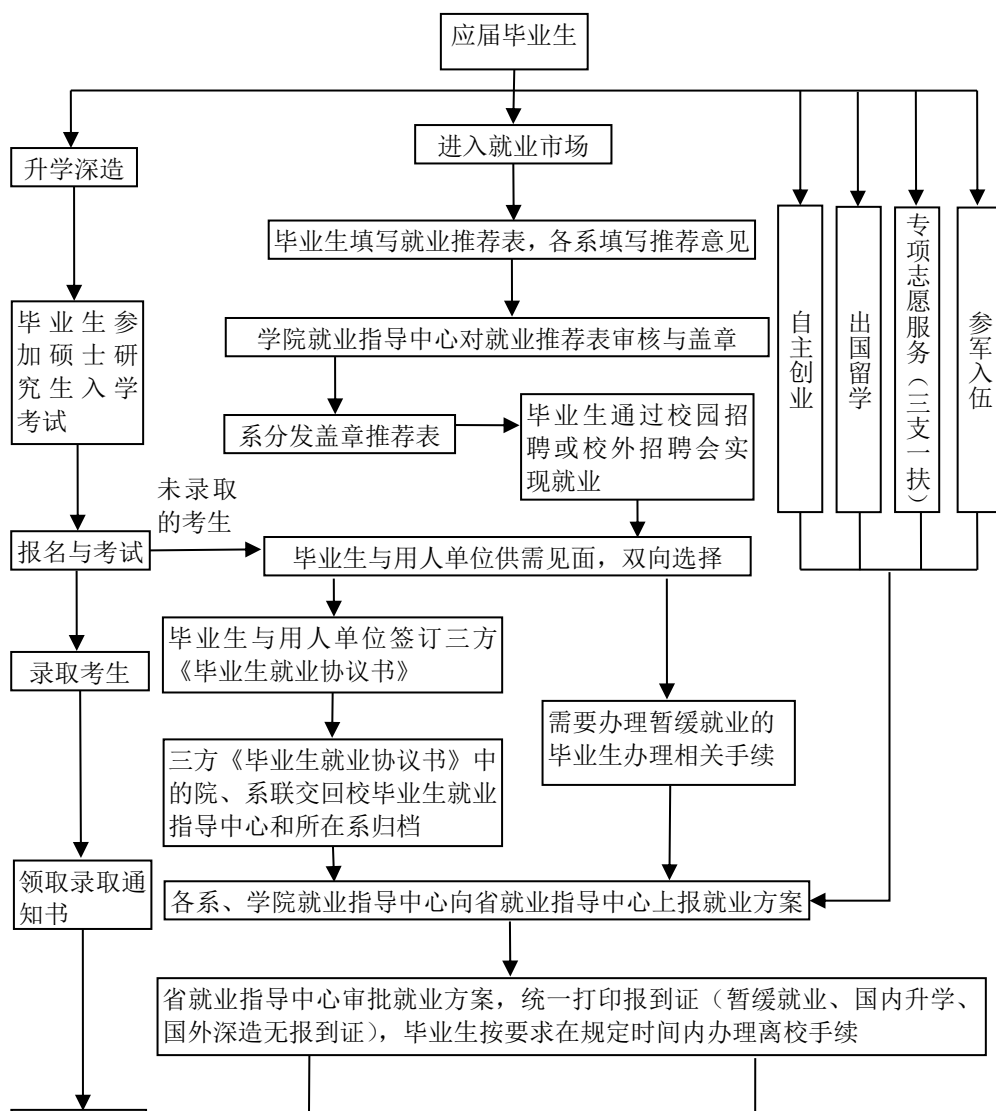 应届毕业生
进入就业市场
升学深造
毕业生填写就业推荐表，各系填写推荐意见
自主创业
出国留学
专项志愿服务（三支一扶）
参军入伍
毕业生参
加硕士研
究生入学
考试
学院就业指导中心对就业推荐表审核与盖章
系分发盖章推荐表
毕业生通过校园招
聘或校外招聘会实
现就业
未录取
的考生
报名与考试
毕业生与用人单位供需见面，双向选择
毕业生与用人单位签订三方
《毕业生就业协议书》
录取考生
需要办理暂缓就业的
毕业生办理相关手续
三方《毕业生就业协议书》中
的院、系联交回校毕业生就业
指导中心和所在系归档
领取录取通
知书
各系、学院就业指导中心向省就业指导中心上报就业方案
省就业指导中心审批就业方案，统一打印报到证（暂缓就业、国内升学、
国外深造无报到证），毕业生按要求在规定时间内办理离校手续